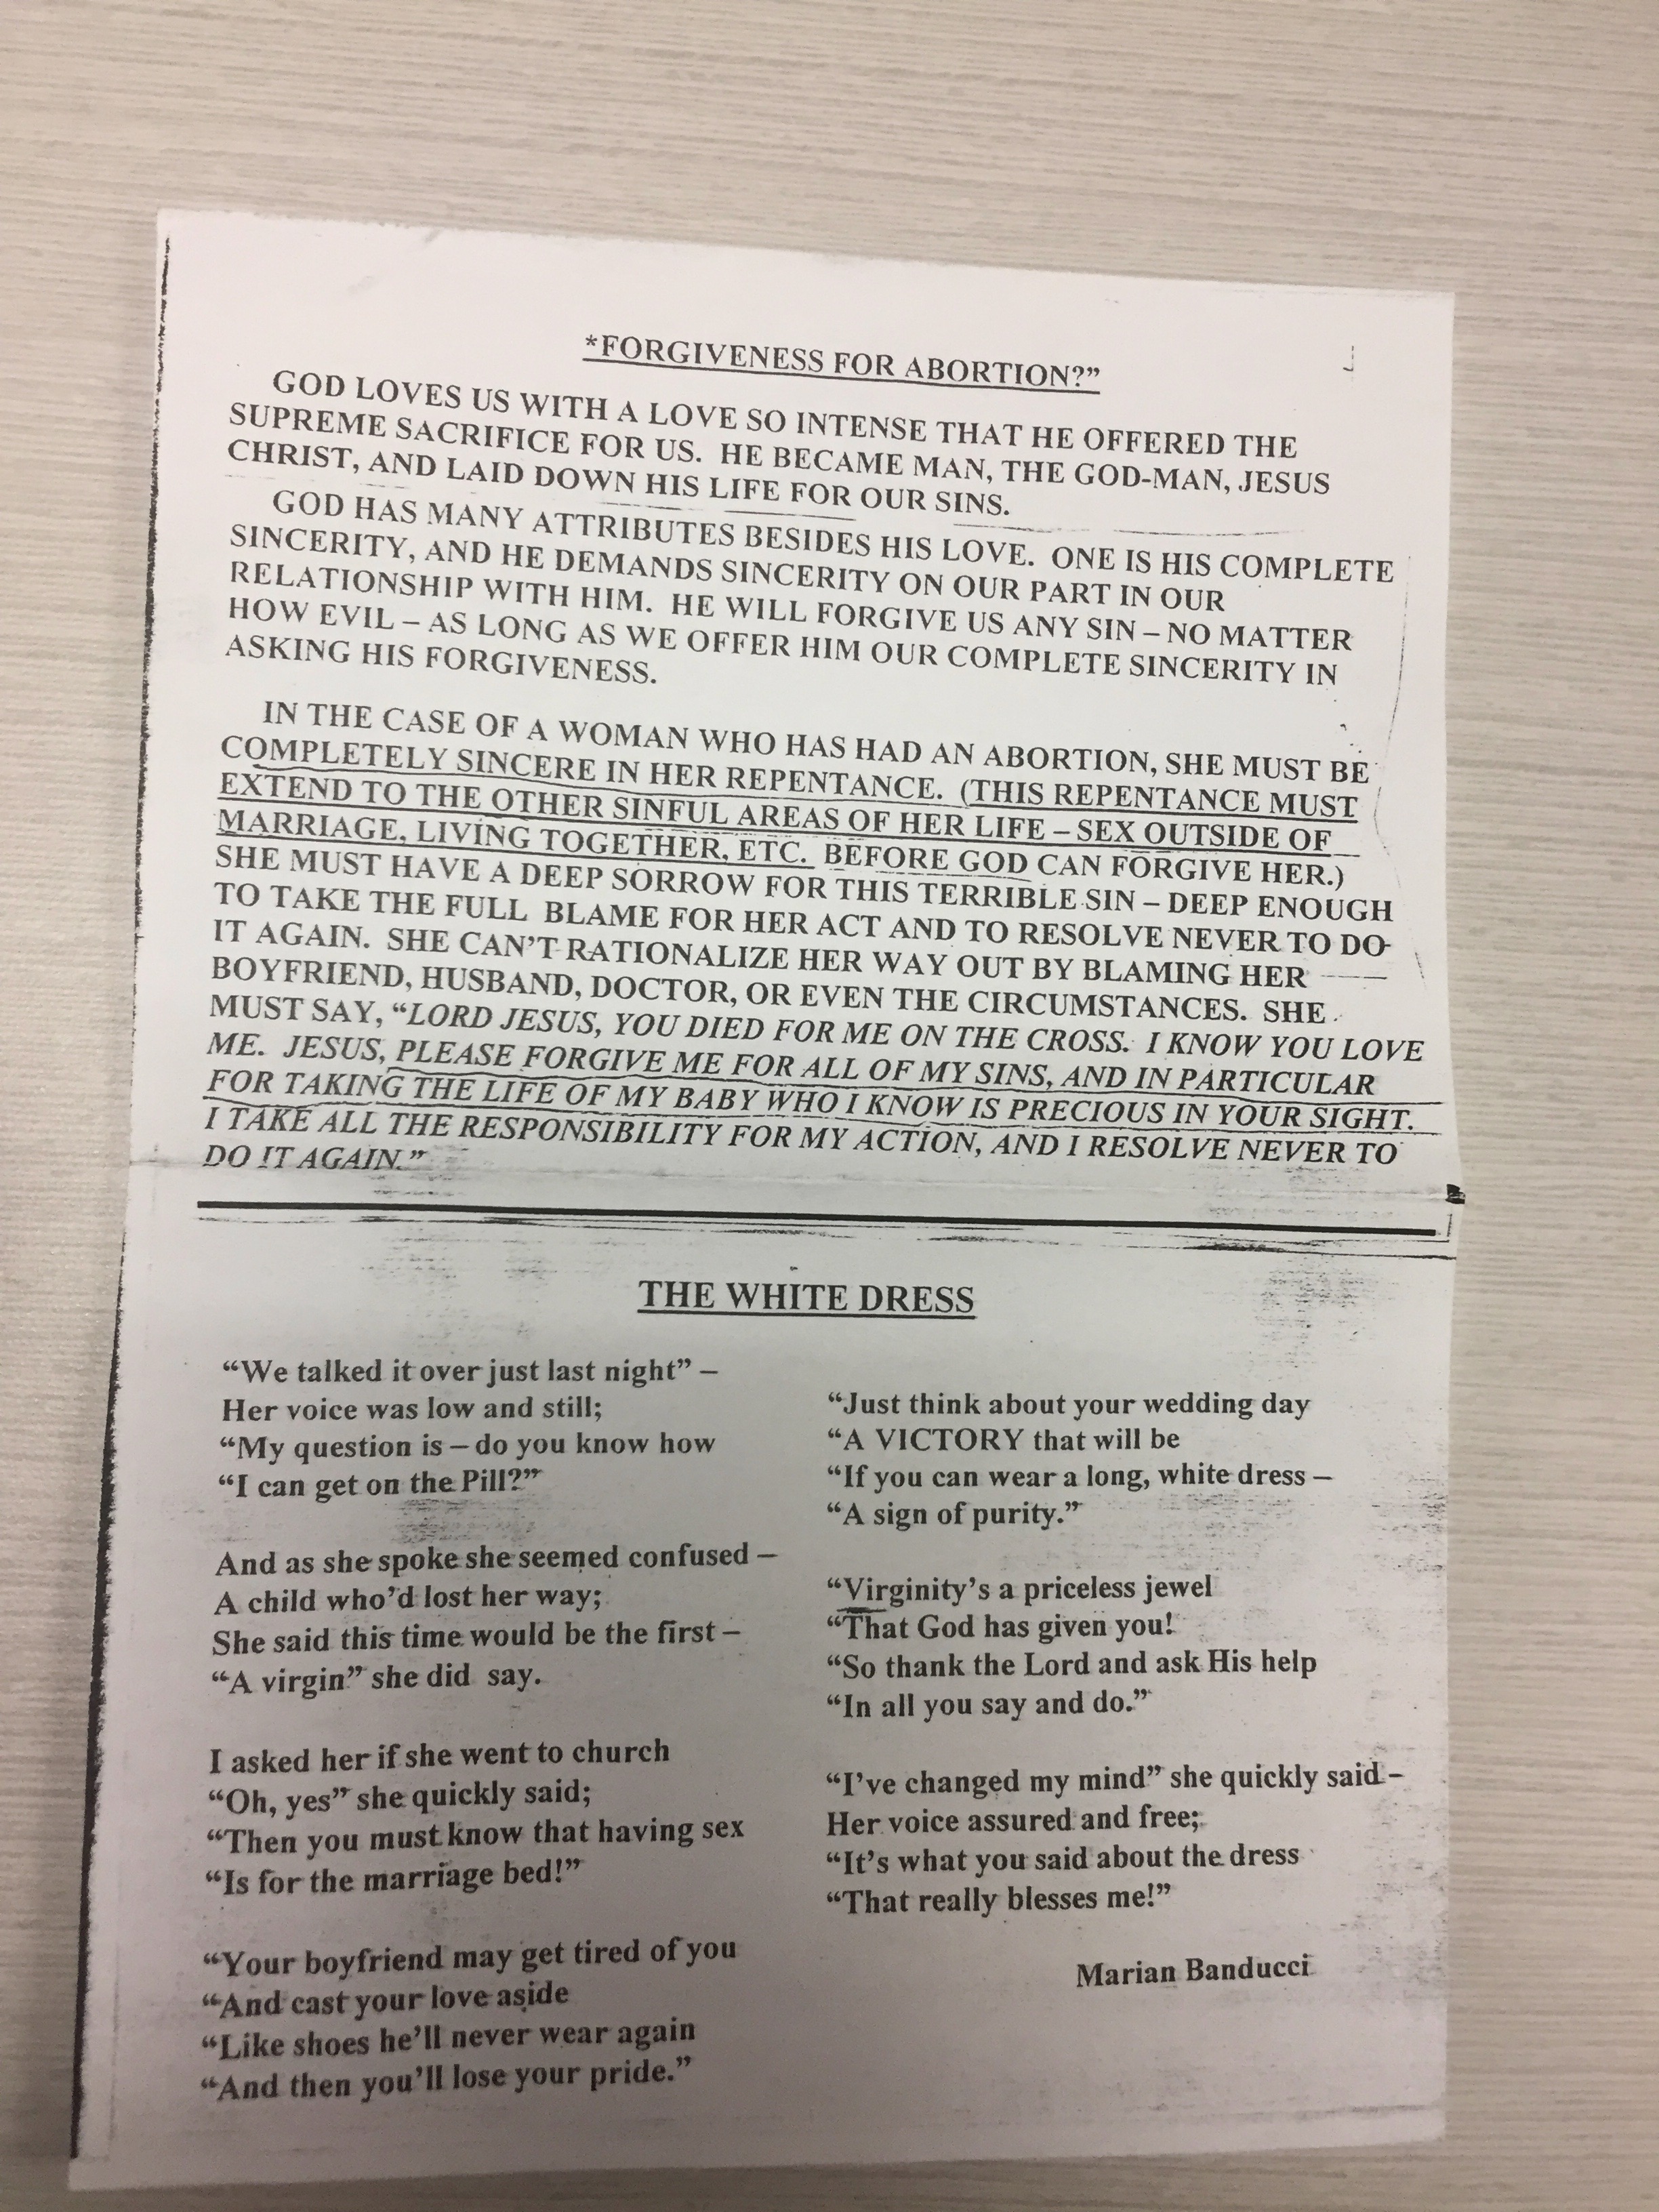 *FORGIVENESS FOR ABORTION?”
GOD LOVES US WITH A LOVE SO INTENSE THAT HE OFFERED THE
SUPREME SACRIFICE FOR US. HE BECAME MAN, THE GOD-MAN, JESUS
CHRIST, AND LAID DOWN HIS LIFE FOR OUR SINS.
GOD HAS MANY ATTRIBUTES BESIDES HIS LOVE. ONE IS HIS COMPLETE
SINCERITY, AND HE DEMANDS SINCERITY ON OUR PART IN OUR
RELATIONSHIP WITH HIM. HE WILL FORGIVE US ANY SIN – NO MATTER
HOW EVIL – AS LONG AS WE OFFER HIM OUR COMPLETE SINCERITY IN
ASKING HIS FORGIVENESS.
IN THE CASE OF A WOMAN WHO HAS HAD AN ABORTION, SHE MUST BE
COMPLETELY SINCERE IN HER REPENTANCE. (THIS REPENTANCE MUST
EXTEND TO THE OTHER SINFUL AREAS OF HER LIFE – SEX OUTSIDE OF
MARRIAGE, LIVING TOGETHER, ETC. BEFORE GOD CAN FORGIVE HER.)
SHE MUST HAVE A DEEP SORROW FOR THIS TERRIBLE SIN – DEEP ENOUGH
TO TAKE THE FULL BLAME FOR HER ACT AND TO RESOLVE NEVER TO DO
IT AGAIN. SHE CAN’T RATIONALIZE HER WAY OUT BY BLAMING HER
BOYFRIEND, HUSBAND, DOCTOR, OR EVEN THE CIRCUMSTANCES. SHE
MUST SAY, “LORD JESUS, YOU DIED FOR ME ON THE CROSS. I KNOW YOU LOVE
ME. JESUS, PLEASE FORGIVE ME FOR ALL OF MY SINS, AND IN PARTICULAR
FOR TAKING THE LIFE OF MY BABY WHO I KNOW IS PRECIOUS IN YOUR SIGHT.
I TAKE ALL THE RESPONSIBILITY FOR MY ACTION, AND I RESOLVE NEVER TO
DO IT AGAIN.”
THE WHITE DRESS
“We talked it over just last night” –
Her voice was low and still;
“My question is – do you know how
“I can get on the Pill?”
And as she spoke she seemed confused –
A child who’d lost her way;
She said this time would be the first –
“A virgin” she did say.
I asked her if she went to church
“Oh, yes” she quickly said;
“Then you must know that having sex
“Is for the marriage bed!”
“Your boyfriend may get tired of you
“And cast your love aside
“Like shoes he’ll never wear again
“And then you’ll lose your pride.”
“Just think about your wedding day
“A VICTORY that will be
“If you can wear a long, white dress –
“A sign of purity.”
“Virginity’s a priceless jewel
“That God has given you!
“So thank the Lord and ask His help
“In all you say and do.”
“I’ve changed my mind” she quickly said –
Her voice assured and free;
“It’s what you said about the dress
“That really blesses me!”
Marian Banducci